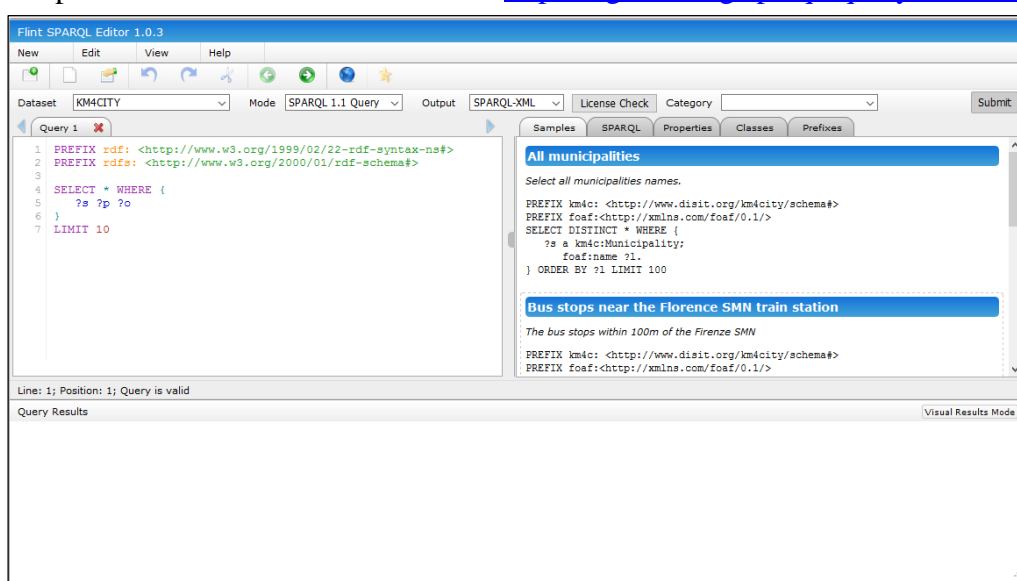 Flint SPARQL Editor 1.0.3
New Edit View Help
Dataset KM4CITY Mode SPARQL 1.1 Query Output SPARQL-XML License Check Category Submit
Query 1
1 PREFIX rdf: <http://www.w3.org/1999/02/22-rdf-syntax-ns#>
2 PREFIX rdfs: <http://www.w3.org/2000/01/rdf-schema#>
3
4 SELECT * WHERE {
5 ?s ?p ?o
6 }
7 LIMIT 10
Samples SPARQL Properties Classes Prefixes
All municipalities
Select all municipalities names.
PREFIX km4c: <http://www.disit.org/km4city/schema#>
PREFIX foaf:<http://xmlns.com/foaf/0.1/>
SELECT DISTINCT * WHERE {
?s a km4c:Municipality;
foaf:name ?l.
} ORDER BY ?l LIMIT 100
Bus stops near the Florence SMN train station
The bus stops within 100m of the Firenze SMN
PREFIX km4c: <http://www.disit.org/km4city/schema#>
PREFIX foaf:<http://xmlns.com/foaf/0.1/>
Line: 1; Position: 1; Query is valid
Query Results Visual Results Mode